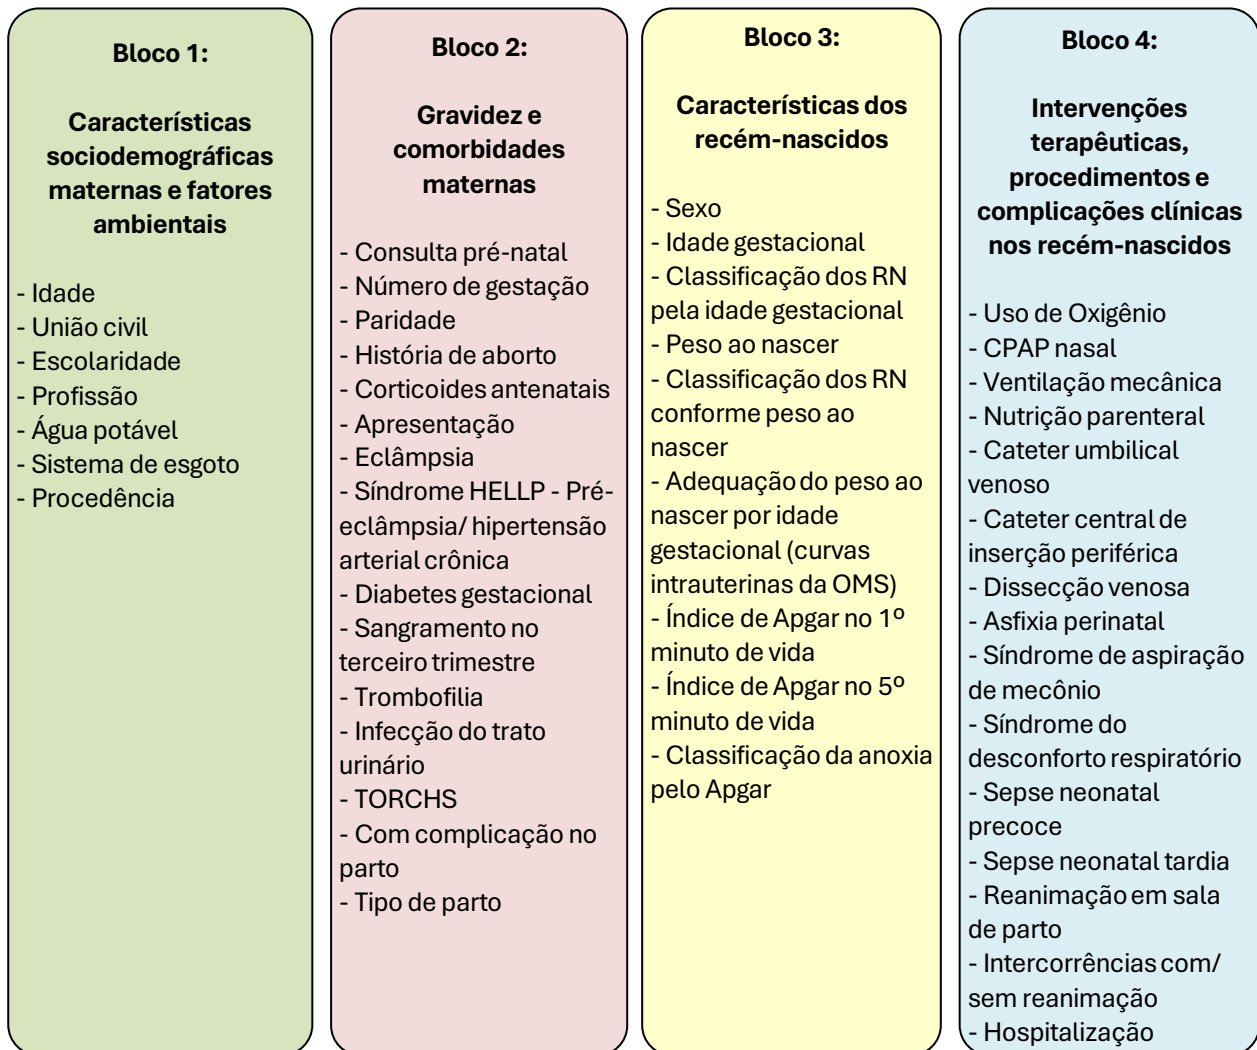 Bloco 1:
Característícas
sociodemográficas
maternas e fatores
ambientais
- Idade
- União civil
- Escolaridade
- Profissão
- Água potável
- Sistema de esgoto
- Procedência
Bloco 2:
Gravidez e
comorbidades
maternas
- Consulta pré-natal
- Número de gestação
- Paridade
- História de aborto
- Corticoides antenatais
- Apresentação
- Eclâmpsia
- Síndrome HELLP - Pré-
eclâmpsia/ hipertensão
arterial crônica
- Diabetes gestacional
- Sangramento no
terceiro trimestre
- Trombofilia
- Infecção do trato
urinário
- TORCHS
- Com complicação no
parto
- Tipo de parto
Bloco 3:
Característícas dos
recém-nascidos
- Sexo
- Idade gestacional
- Classificação dos RN
pela idade gestacional
- Peso ao nascer
- Classificação dos RN
conforme peso ao
nascer
- Adequação do peso ao
nascer por idade
gestacional (curvas
intrauterinas da OMS)
- Índice de Apgar no 1º
minuto de vida
- Índice de Apgar no 5º
minuto de vida
- Classificação da anoxia
pelo Apgar
Bloco 4:
Intervenções
terapêuticas,
procedimentos e
complicações clínicas
nos recém-nascidos
- Uso de Oxigênio
- CPAP nasal
- Ventilação mecânica
- Nutrição parenteral
- Cateter umbilical
venoso
- Cateter central de
inserção periférica
- Dissecção venosa
- Asfixia perinatal
- Síndrome de aspiração
de mecônio
- Síndrome do
desconforto respiratório
- Sepse neonatal
precoce
- Sepse neonatal tardia
- Reanimação em sala
de parto
- Intercorrências com/
sem reanimação
- Hospitalização